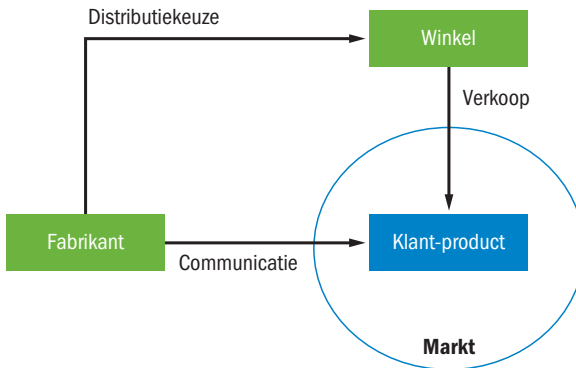 Distributiekeuze
Winkel
Verkoop
Fabrikant
Klant-product
Communicatie
Markt